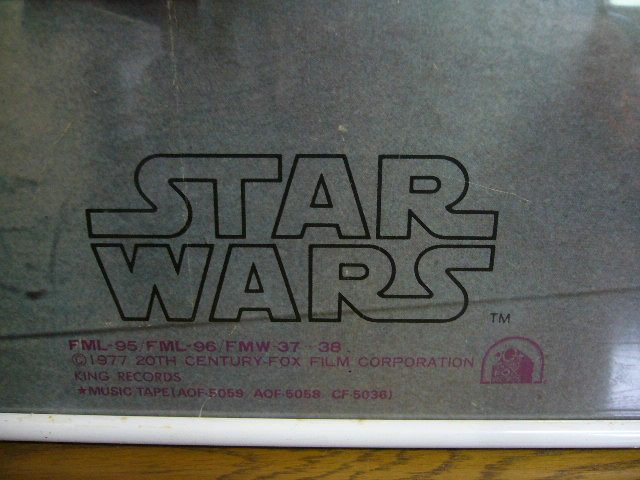 STAR
WARS
TM
FML-95/FML-96/FMW-37・38
©1977 20TH CENTURY-FOX FILM CORPORATION
KING RECORDS
★MUSIC TAPE(AOF-5059 AOF-5058 CF-5036)